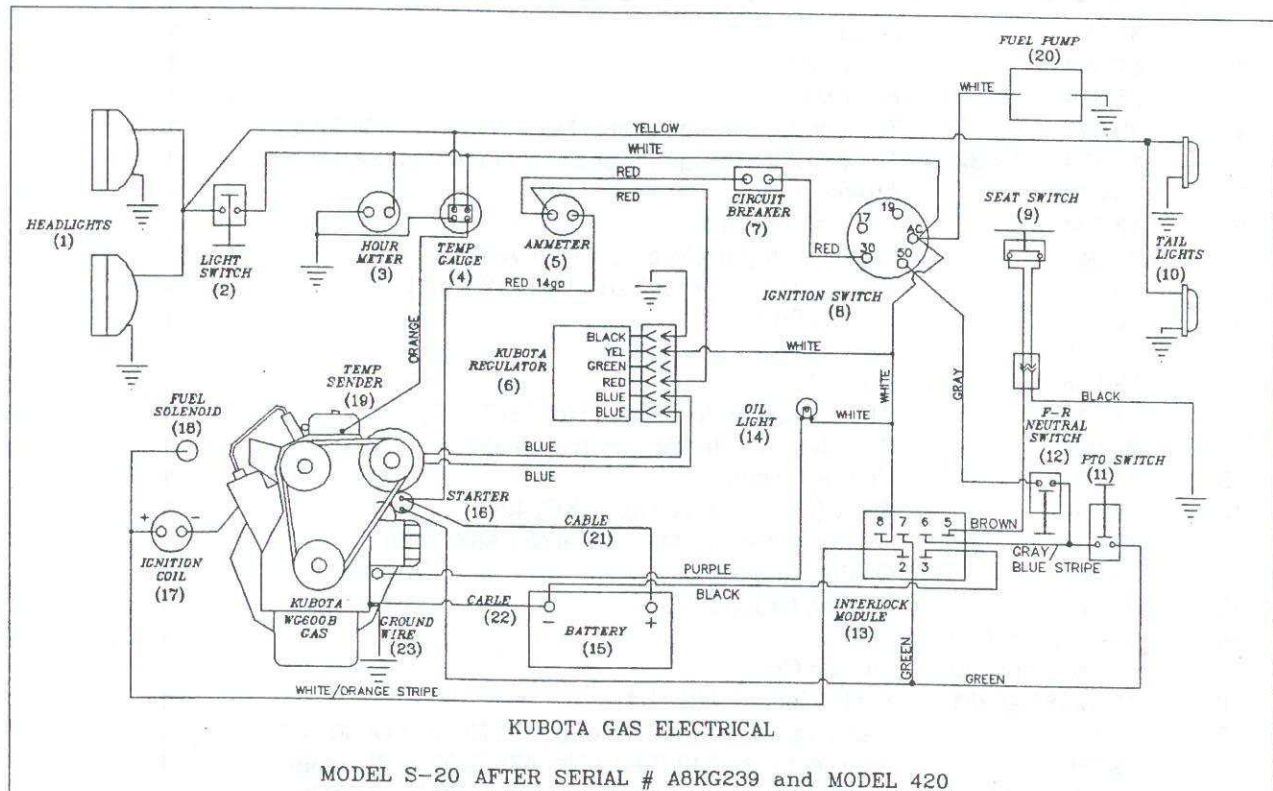 FUEL PUMP
(20)
WHITE
YELLOW
WHITE
RED
RED
CIRCUIT
BREAKER
(7)
SEAT SWITCH
(9)
HEADLIGHTS
(1)
LIGHT
SWITCH
(2)
HOUR
METER
(3)
TEMP
GAUGE
(4)
AMMETER
(5)
RED
17
19
AC
30
50
IGNITION SWITCH
(8)
TAIL
LIGHTS
(10)
RED 14ga
ORANGE
KUBOTA
REGULATOR
(6)
BLACK
YEL
GREEN
RED
BLUE
BLUE
WHITE
WHITE
GRAY
BLACK
TEMP
SENDER
(19)
FUEL
SOLENOID
(18)
OIL
LIGHT
(14)
WHITE
F-R
NEUTRAL
SWITCH
(12)
PTO SWITCH
(11)
BLUE
BLUE
STARTER
(16)
CABLE
(21)
+ -
IGNITION
COIL
(17)
8 7 6 5
2 3
BROWN
GRAY/
BLUE STRIPE
INTERLOCK
MODULE
(13)
PURPLE
BLACK
KUBOTA
WG600B
GAS
CABLE
(22)
GROUND
WIRE
(23)
- +
BATTERY
(15)
GREEN
GREEN
WHITE/ORANGE STRIPE
KUBOTA GAS ELECTRICAL
MODEL S-20 AFTER SERIAL # A8KG239 and MODEL 420